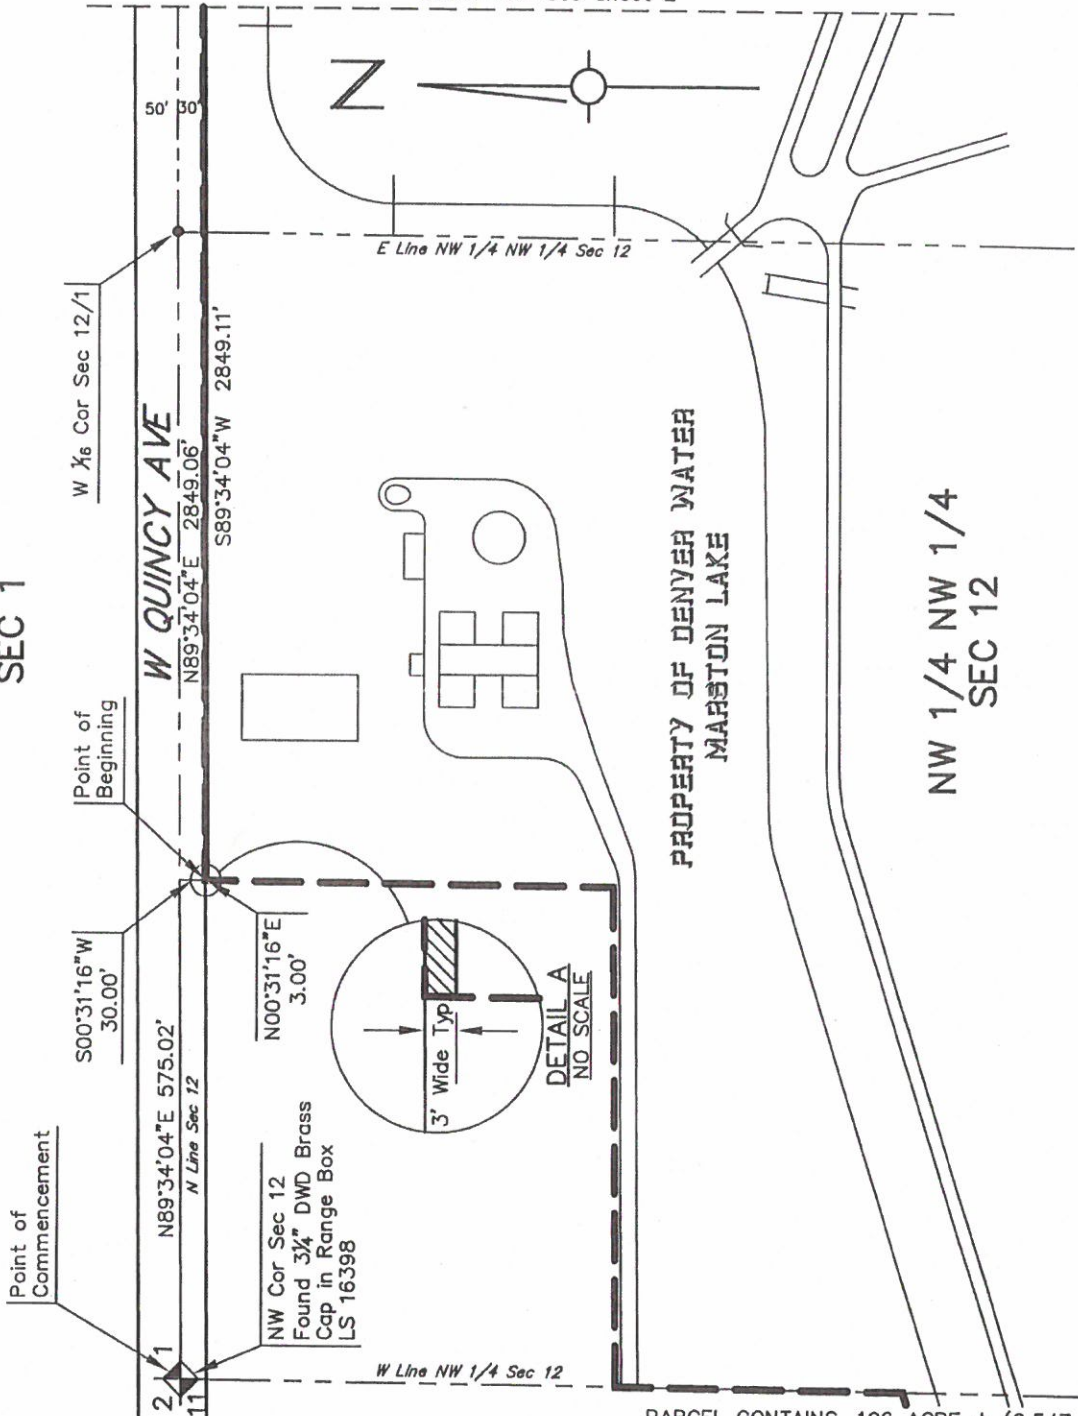 SEC 1
Point of
Commencement
S00°31'16"W
30.00'
Point of
Beginning
W 1⁄16 Cor Sec 12/1
2 1
11
N89°34'04"E 575.02'
N Line Sec 12
W QUINCY AVE
N89°34'04"E 2849.06'
S89°34'04"W 2849.11'
50' 30'
NW Cor Sec 12
Found 3¼" DWD Brass
Cap in Range Box
LS 16398
N00°31'16"E
3.00'
N
3' Wide Typ
DETAIL A
NO SCALE
W Line NW 1/4 Sec 12
E Line NW 1/4 NW 1/4 Sec 12
PROPERTY OF DENVER WATER
MARSTON LAKE
NW 1/4 NW 1/4
SEC 12